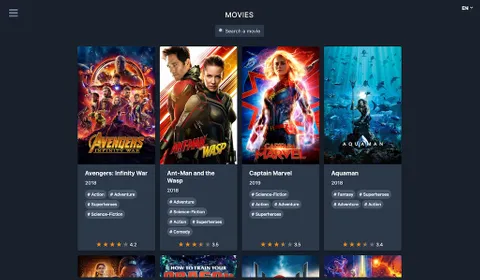 EN
MOVIES
Search a movie
AVENGERS
INFINITY WAR
ANT-MAN
AND THE
WASP
CAPTAIN
MARVEL
AQUAMAN
Avengers: Infinity War
2018
# Action # Adventure
# Superheroes
# Science-Fiction
4.2
Ant-Man and the
Wasp
2018
# Adventure
# Science-Fiction
# Action # Superheroes
# Comedy
3.5
Captain Marvel
2019
# Science-Fiction
# Action # Adventure
# Superheroes
3.5
Aquaman
2018
# Fantasy # Superheroes
# Adventure # Action
3.4
HOW TO TRAIN YOUR